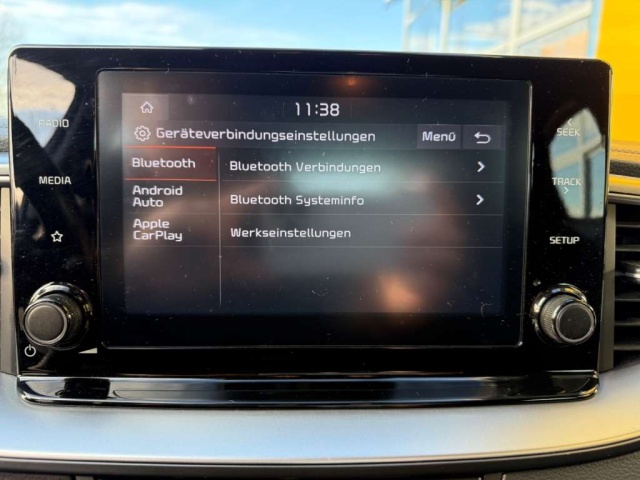 11:38
Geräteverbindungseinstellungen
Menü
Bluetooth
Bluetooth Verbindungen
Android
Auto
Bluetooth Systeminfo
Apple
CarPlay
Werkseinstellungen
RADIO
MEDIA
SEEK
TRACK
SETUP